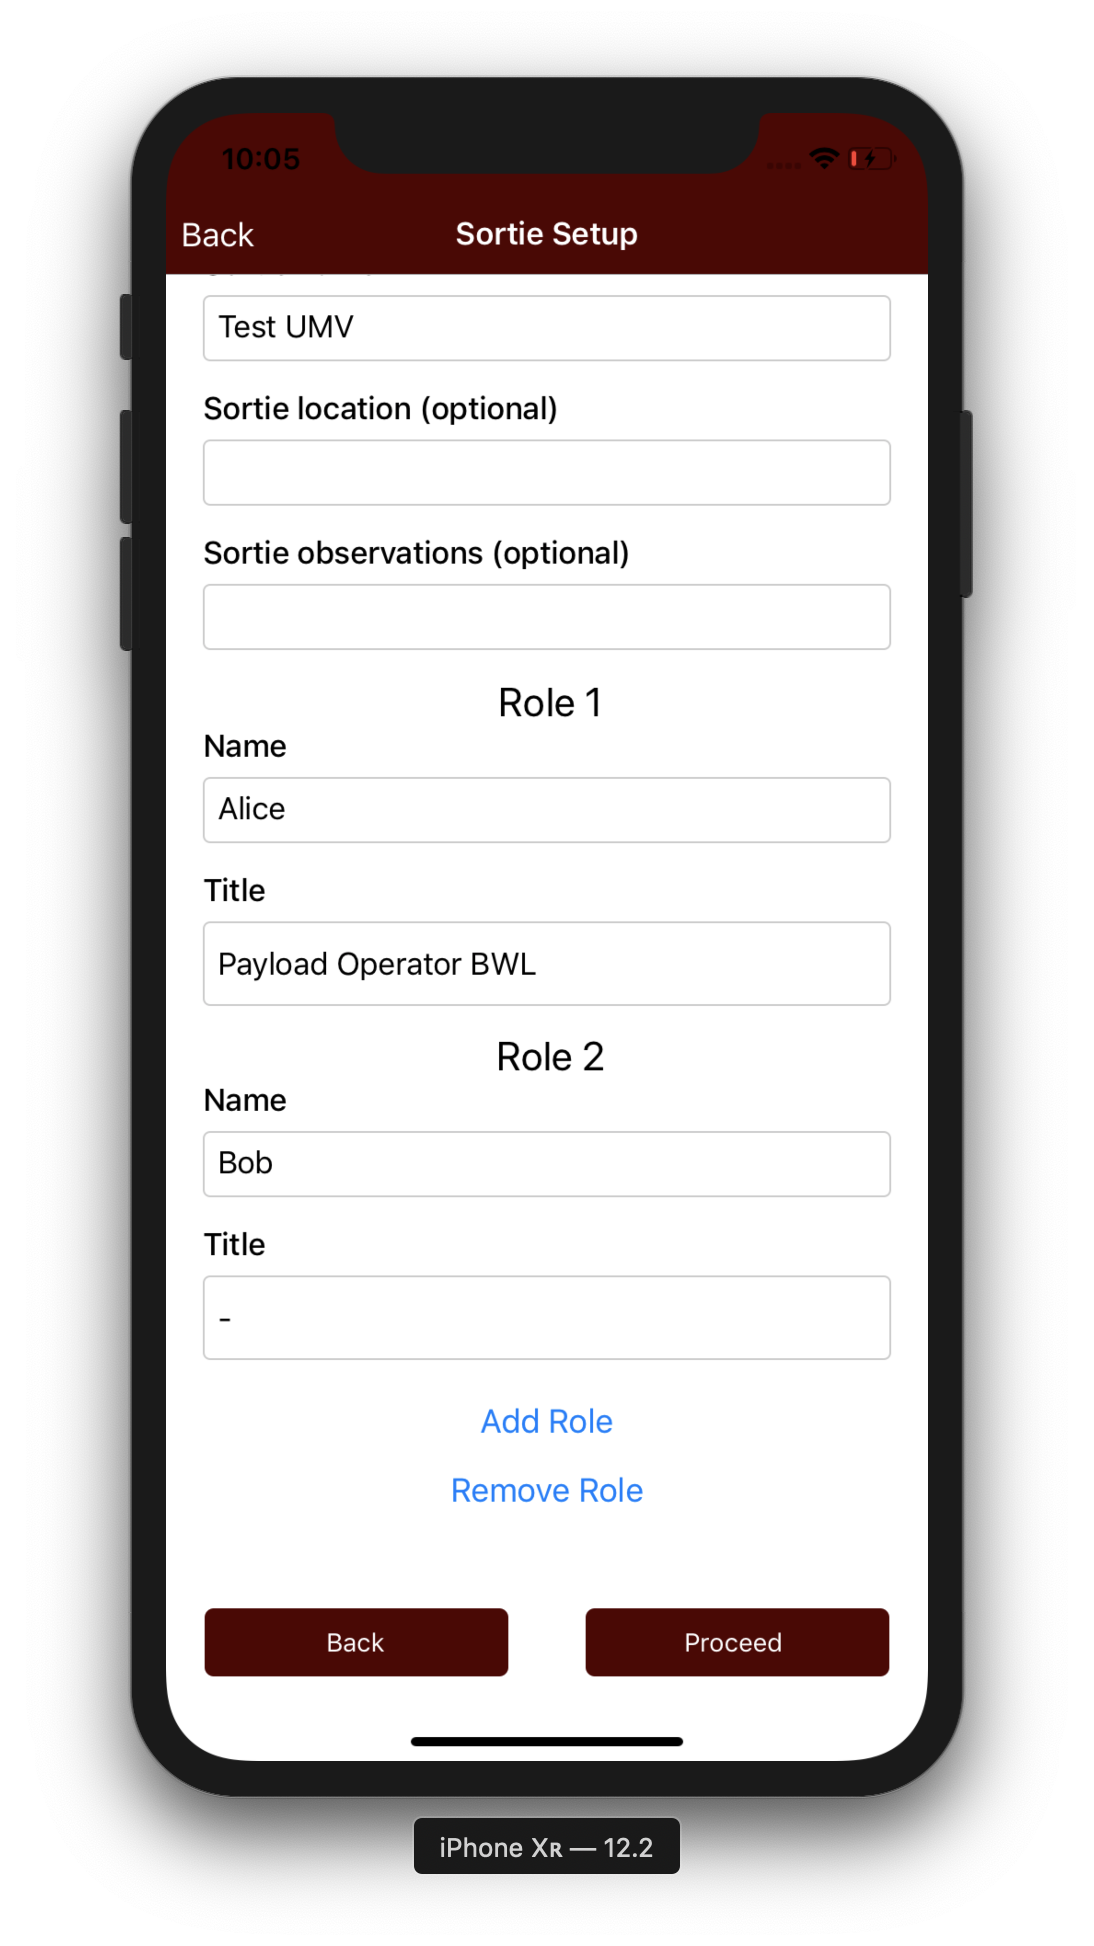 10:05
Back
Sortie Setup
Test UMV
Sortie location (optional)
Sortie observations (optional)
Role 1
Name
Alice
Title
Payload Operator BWL
Role 2
Name
Bob
Title
-
Add Role
Remove Role
Back
Proceed
iPhone Xʀ — 12.2